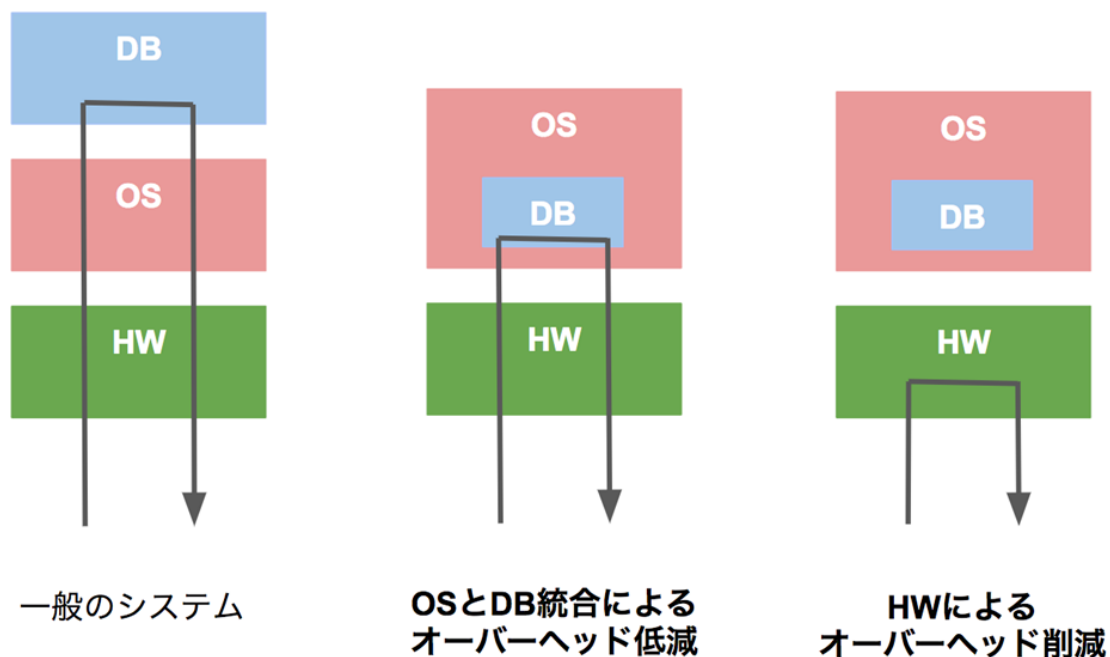 DB
OS
HW
一般のシステム
OS
DB
HW
OSとDB統合による
オーバーヘッド低減
OS
DB
HW
HWによる
オーバーヘッド削減